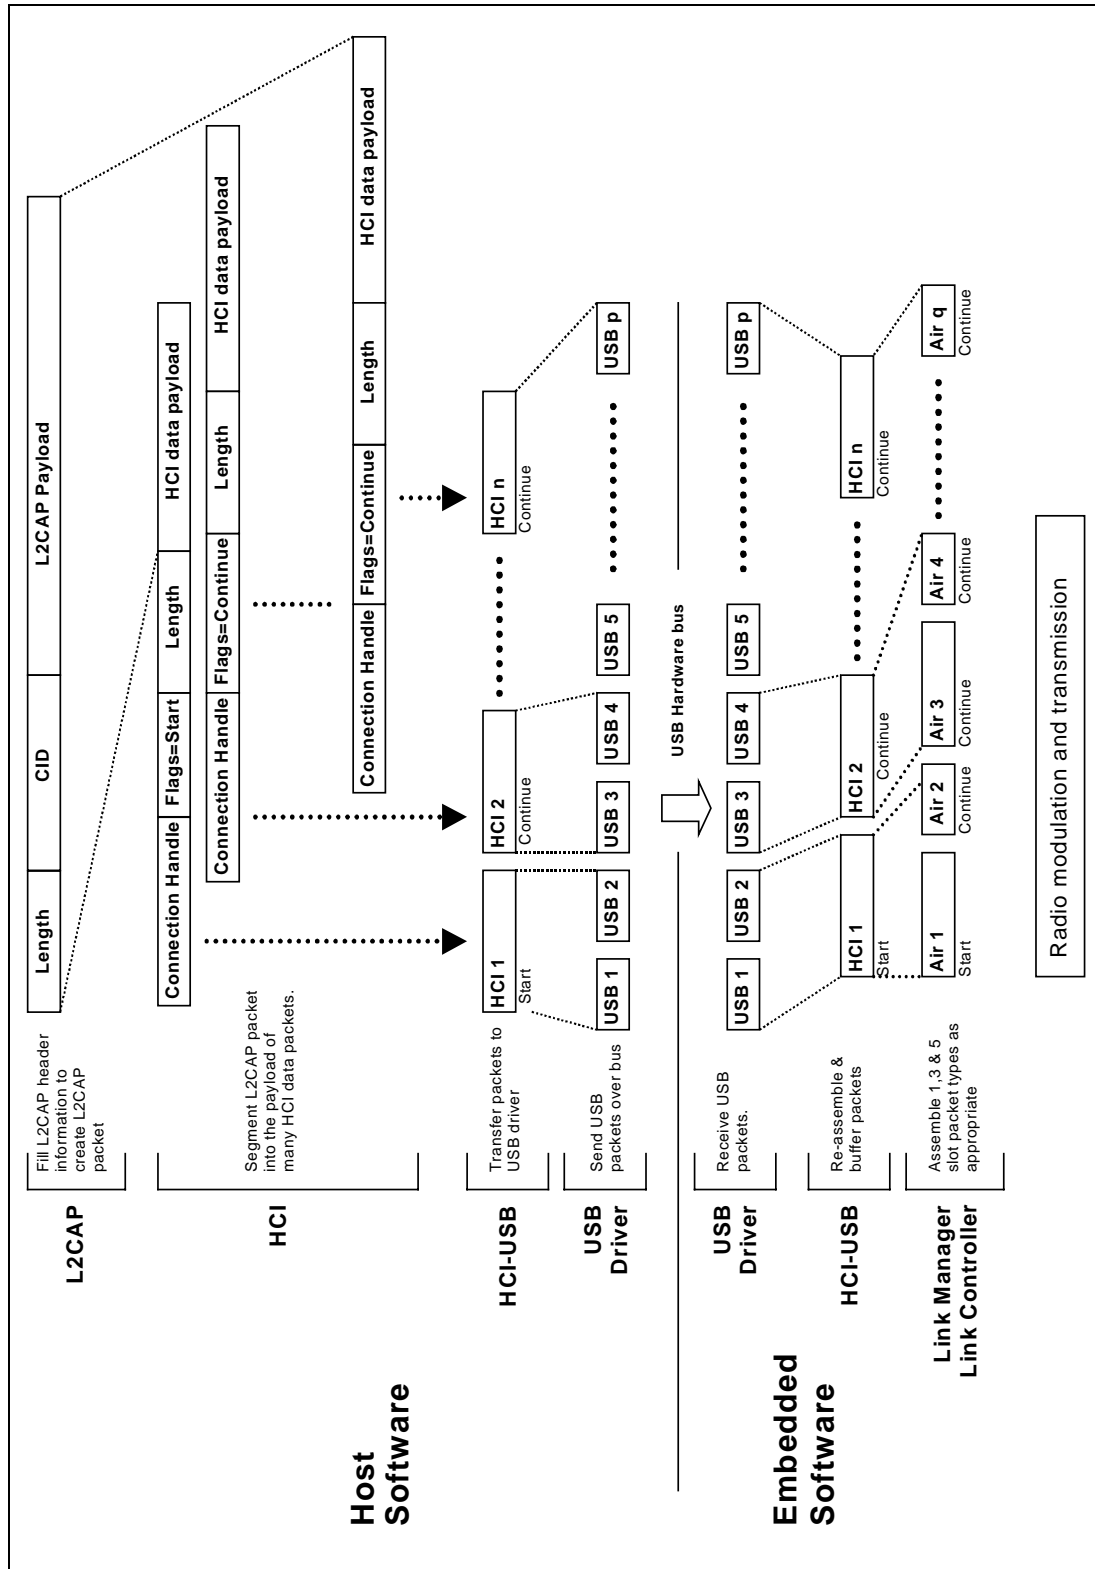 L2CAP
Fill L2CAP header
information to
create L2CAP
packet
Length
CID
L2CAP Payload
HCI
Segment L2CAP packet
into the payload of
many HCI data packets.
Connection Handle
Flags=Start
Length
HCI data payload
Connection Handle
Flags=Continue
Length
HCI data payload
Connection Handle
Flags=Continue
Length
HCI data payload
Host
Software
HCI-USB
Transfer packets to
USB driver
HCI 1
Start
HCI 2
Continue
HCI n
Continue
USB
Driver
Send USB
packets over bus
USB 1
USB 2
USB 3
USB 4
USB 5
USB p
USB Hardware bus
Embedded
Software
USB
Driver
Receive USB
packets.
USB 1
USB 2
USB 3
USB 4
USB 5
USB p
HCI-USB
Re-assemble &
buffer packets
HCI 1
Start
HCI 2
Continue
HCI n
Continue
Link Manager
Link Controller
Assemble 1,3 & 5
slot packet types as
appropriate
Air 1
Start
Air 2
Continue
Air 3
Continue
Air 4
Continue
Air q
Continue
Radio modulation and transmission